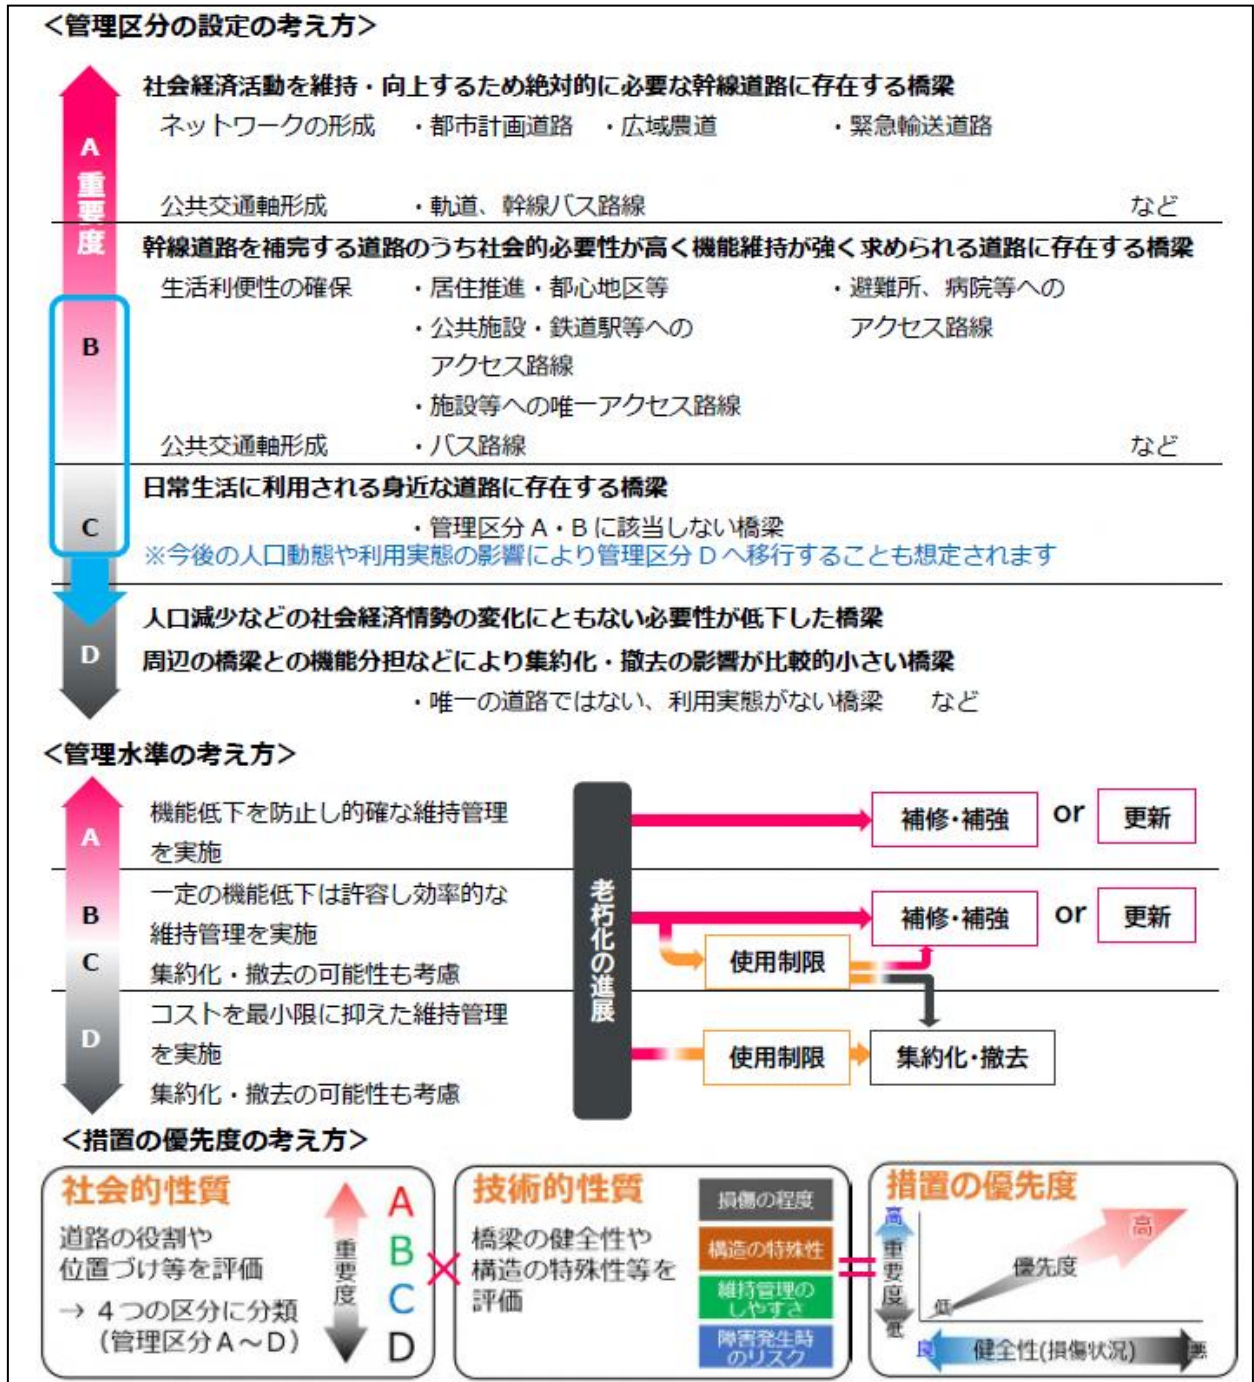 <管理区分の設定の考え方>
A 重要度
社会経済活動を維持・向上するため絶対的に必要な幹線道路に存在する橋梁
ネットワークの形成 ・都市計画道路 ・広域農道 ・緊急輸送道路
公共交通軸形成 ・軌道、幹線バス路線 など
B
幹線道路を補完する道路のうち社会的必要性が高く機能維持が強く求められる道路に存在する橋梁
生活利便性の確保 ・居住推進・都心地区等 ・避難所、病院等への
・公共施設・鉄道駅等への アクセス路線
アクセス路線
・施設等への唯一アクセス路線
公共交通軸形成 ・バス路線 など
C
日常生活に利用される身近な道路に存在する橋梁
・管理区分 A・B に該当しない橋梁
※今後の人口動態や利用実態の影響により管理区分 D へ移行することも想定されます
D
人口減少などの社会経済情勢の変化にともない必要性が低下した橋梁
周辺の橋梁との機能分担などにより集約化・撤去の影響が比較的小さい橋梁
・唯一の道路ではない、利用実態がない橋梁 など
<管理水準の考え方>
A
機能低下を防止し的確な維持管理
を実施
B
C
一定の機能低下は許容し効率的な
維持管理を実施
集約化・撤去の可能性も考慮
D
コストを最小限に抑えた維持管理
を実施
集約化・撤去の可能性も考慮
老朽化の進展
補修・補強 or 更新
補修・補強 or 更新
使用制限
使用制限
集約化・撤去
<措置の優先度の考え方>
社会的性質
道路の役割や
位置づけ等を評価
→ 4つの区分に分類
(管理区分A～D)
重要度
A
B
C
D
×
技術的性質
橋梁の健全性や
構造の特殊性等を
評価
損傷の程度
構造の特殊性
維持管理の
しやすさ
障害発生時
のリスク
=
措置の優先度
高
重要度
低
高
優先度
低
良 健全性(損傷状況) 悪